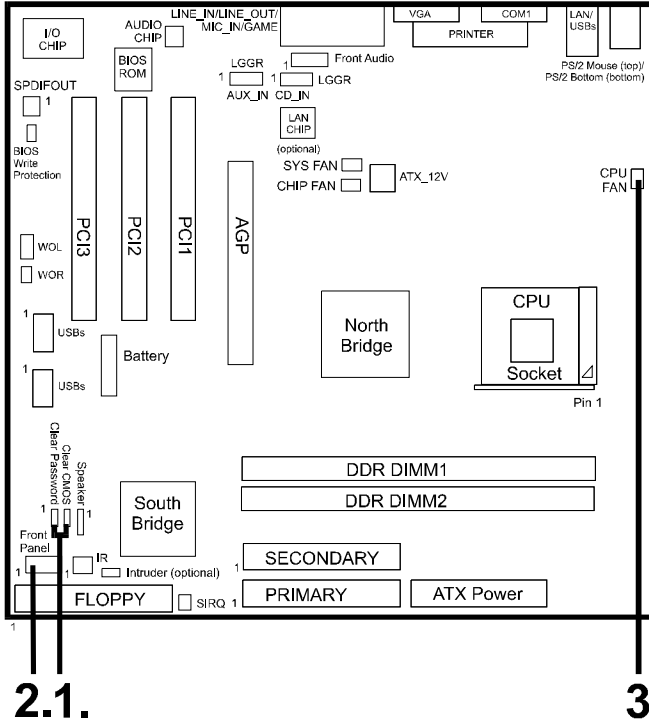 LINE_IN/LINE_OUT/
MIC_IN/GAME
VGA
COM1
LAN/
USBs
PRINTER
I/O
CHIP
AUDIO
CHIP
BIOS
ROM
1
Front Audio
PS/2 Mouse (top)/
PS/2 Bottom (bottom)
LGGR
1
1
LGGR
AUX_IN
CD_IN
SPDIFOUT
1
LAN
CHIP
(optional)
BIOS
Write
Protection
SYS FAN
CHIP FAN
ATX_12V
CPU
FAN
PCI3
PCI2
PCI1
AGP
WOL
WOR
1
USBs
1
USBs
Battery
North
Bridge
CPU
Socket
Pin 1
Clear Password
Clear CMOS
Speaker
1
1
DDR DIMM1
DDR DIMM2
South
Bridge
Front
Panel
1
1
IR
Intruder (optional)
1
SECONDARY
FLOPPY
SIRQ
1
PRIMARY
ATX Power
1
2.1.
3